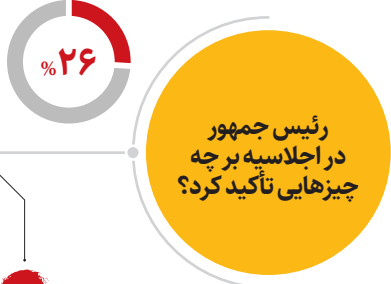 %۲۶
رئیس جمهور
در اجلاسیه بر چه
چیزهایی تأکید کرد؟